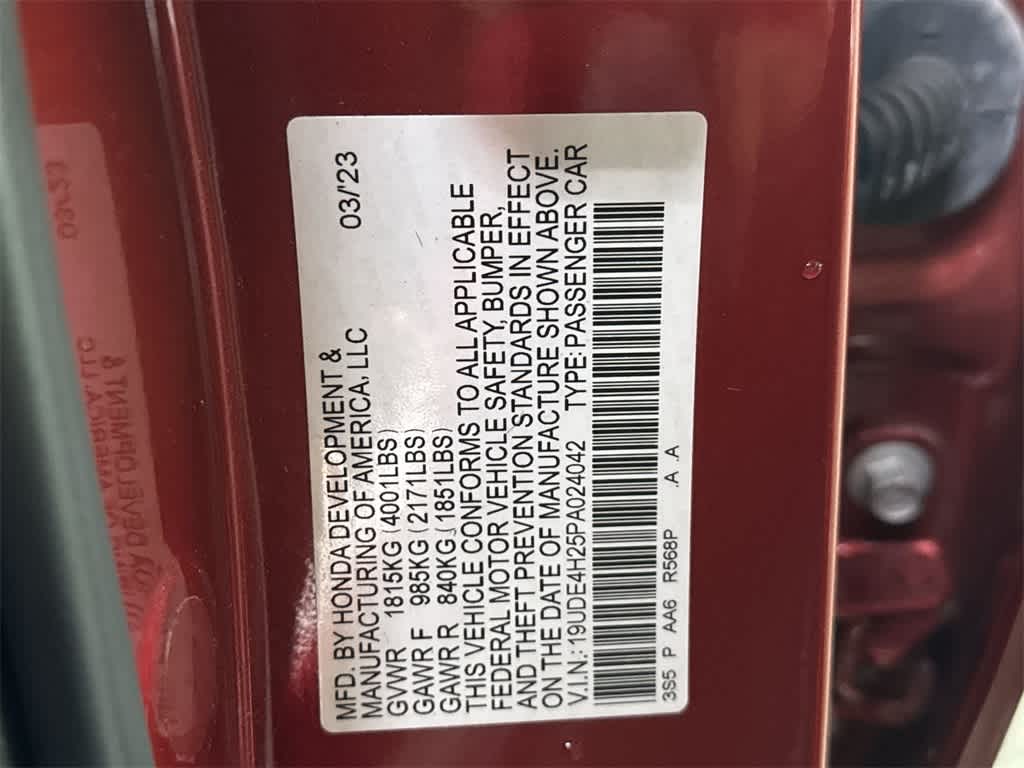 MFD. BY HONDA DEVELOPMENT &
MANUFACTURING OF AMERICA, LLC 03/'23
GVWR 1815KG (4001LBS)
GAWR F 985KG (2171LBS)
GAWR R 840KG (1851LBS)
THIS VEHICLE CONFORMS TO ALL APPLICABLE
FEDERAL MOTOR VEHICLE SAFETY, BUMPER,
AND THEFT PREVENTION STANDARDS IN EFFECT
ON THE DATE OF MANUFACTURE SHOWN ABOVE.
V.I.N.: 19UDE4H25PA024042 TYPE: PASSENGER CAR
3S5 P AA6 R568P .A .A